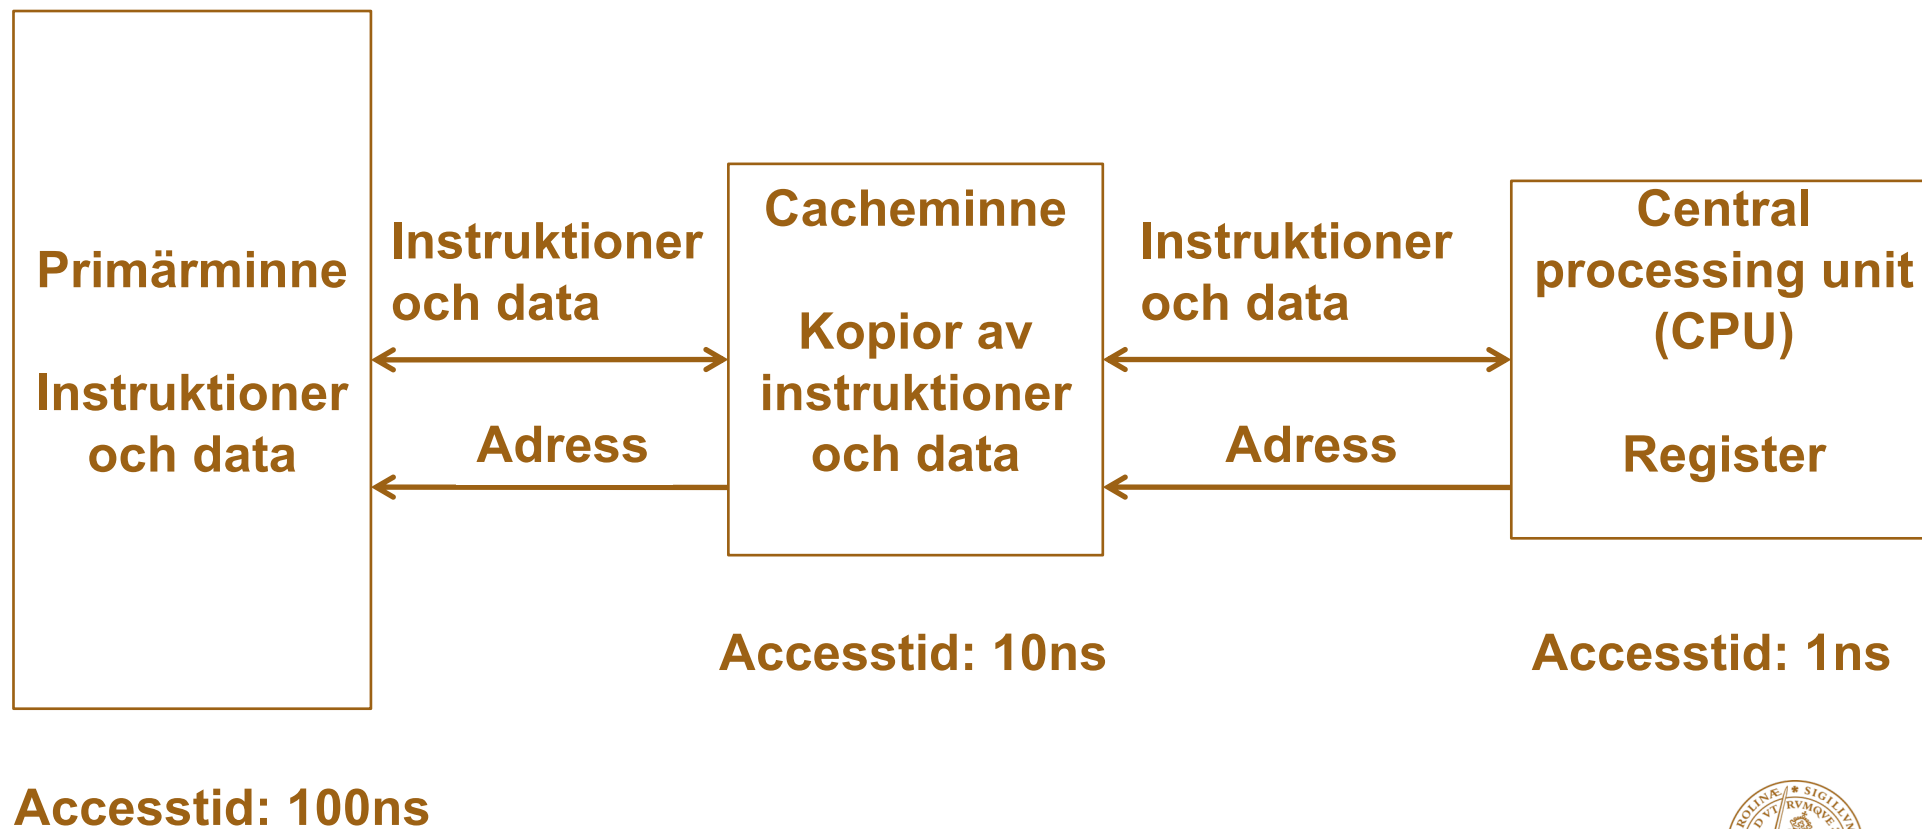 Primärminne
Instruktioner
och data
Instruktioner
och data
Adress
Cacheminne
Kopior av
instruktioner
och data
Instruktioner
och data
Adress
Central
processing unit
(CPU)
Register
Accesstid: 10ns
Accesstid: 1ns
Accesstid: 100ns